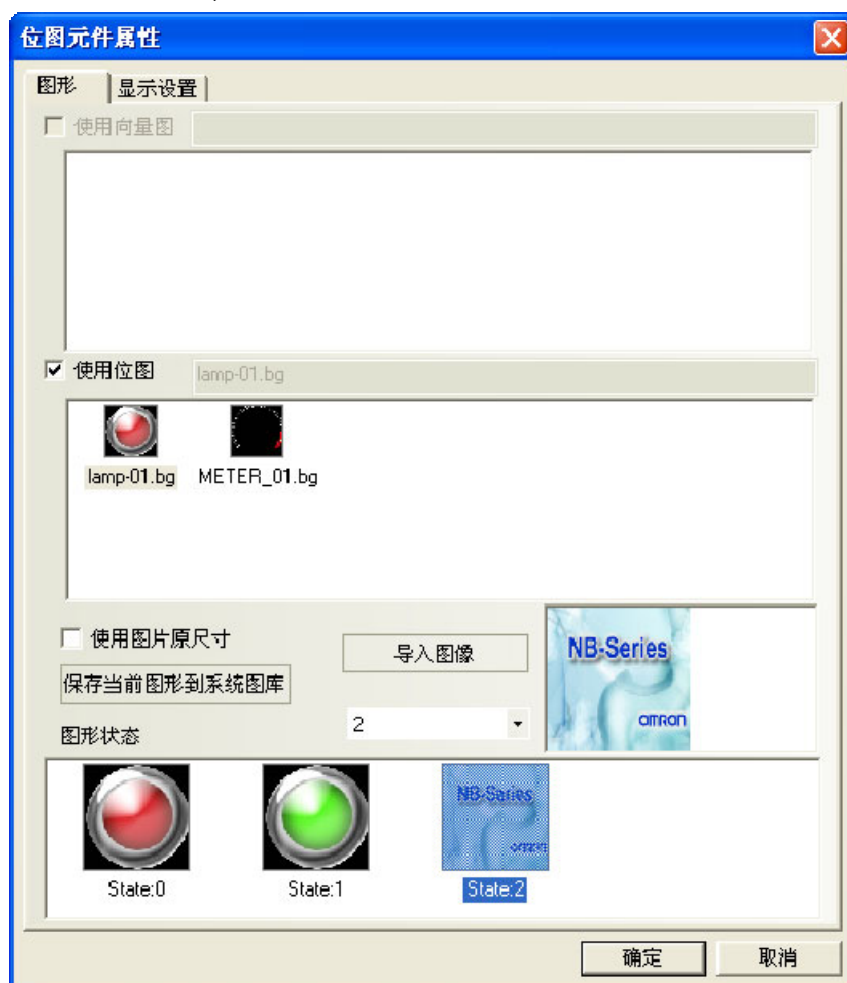 位图元件属性
图形
显示设置
使用向量图
使用位图
lamp-01.bg
lamp-01.bg
METER_01.bg
使用图片原尺寸
导入图像
NB-Series
保存当前图形到系统图库
2
OMRON
图形状态
NB-Series
OMRON
State:0
State:1
State:2
确定
取消